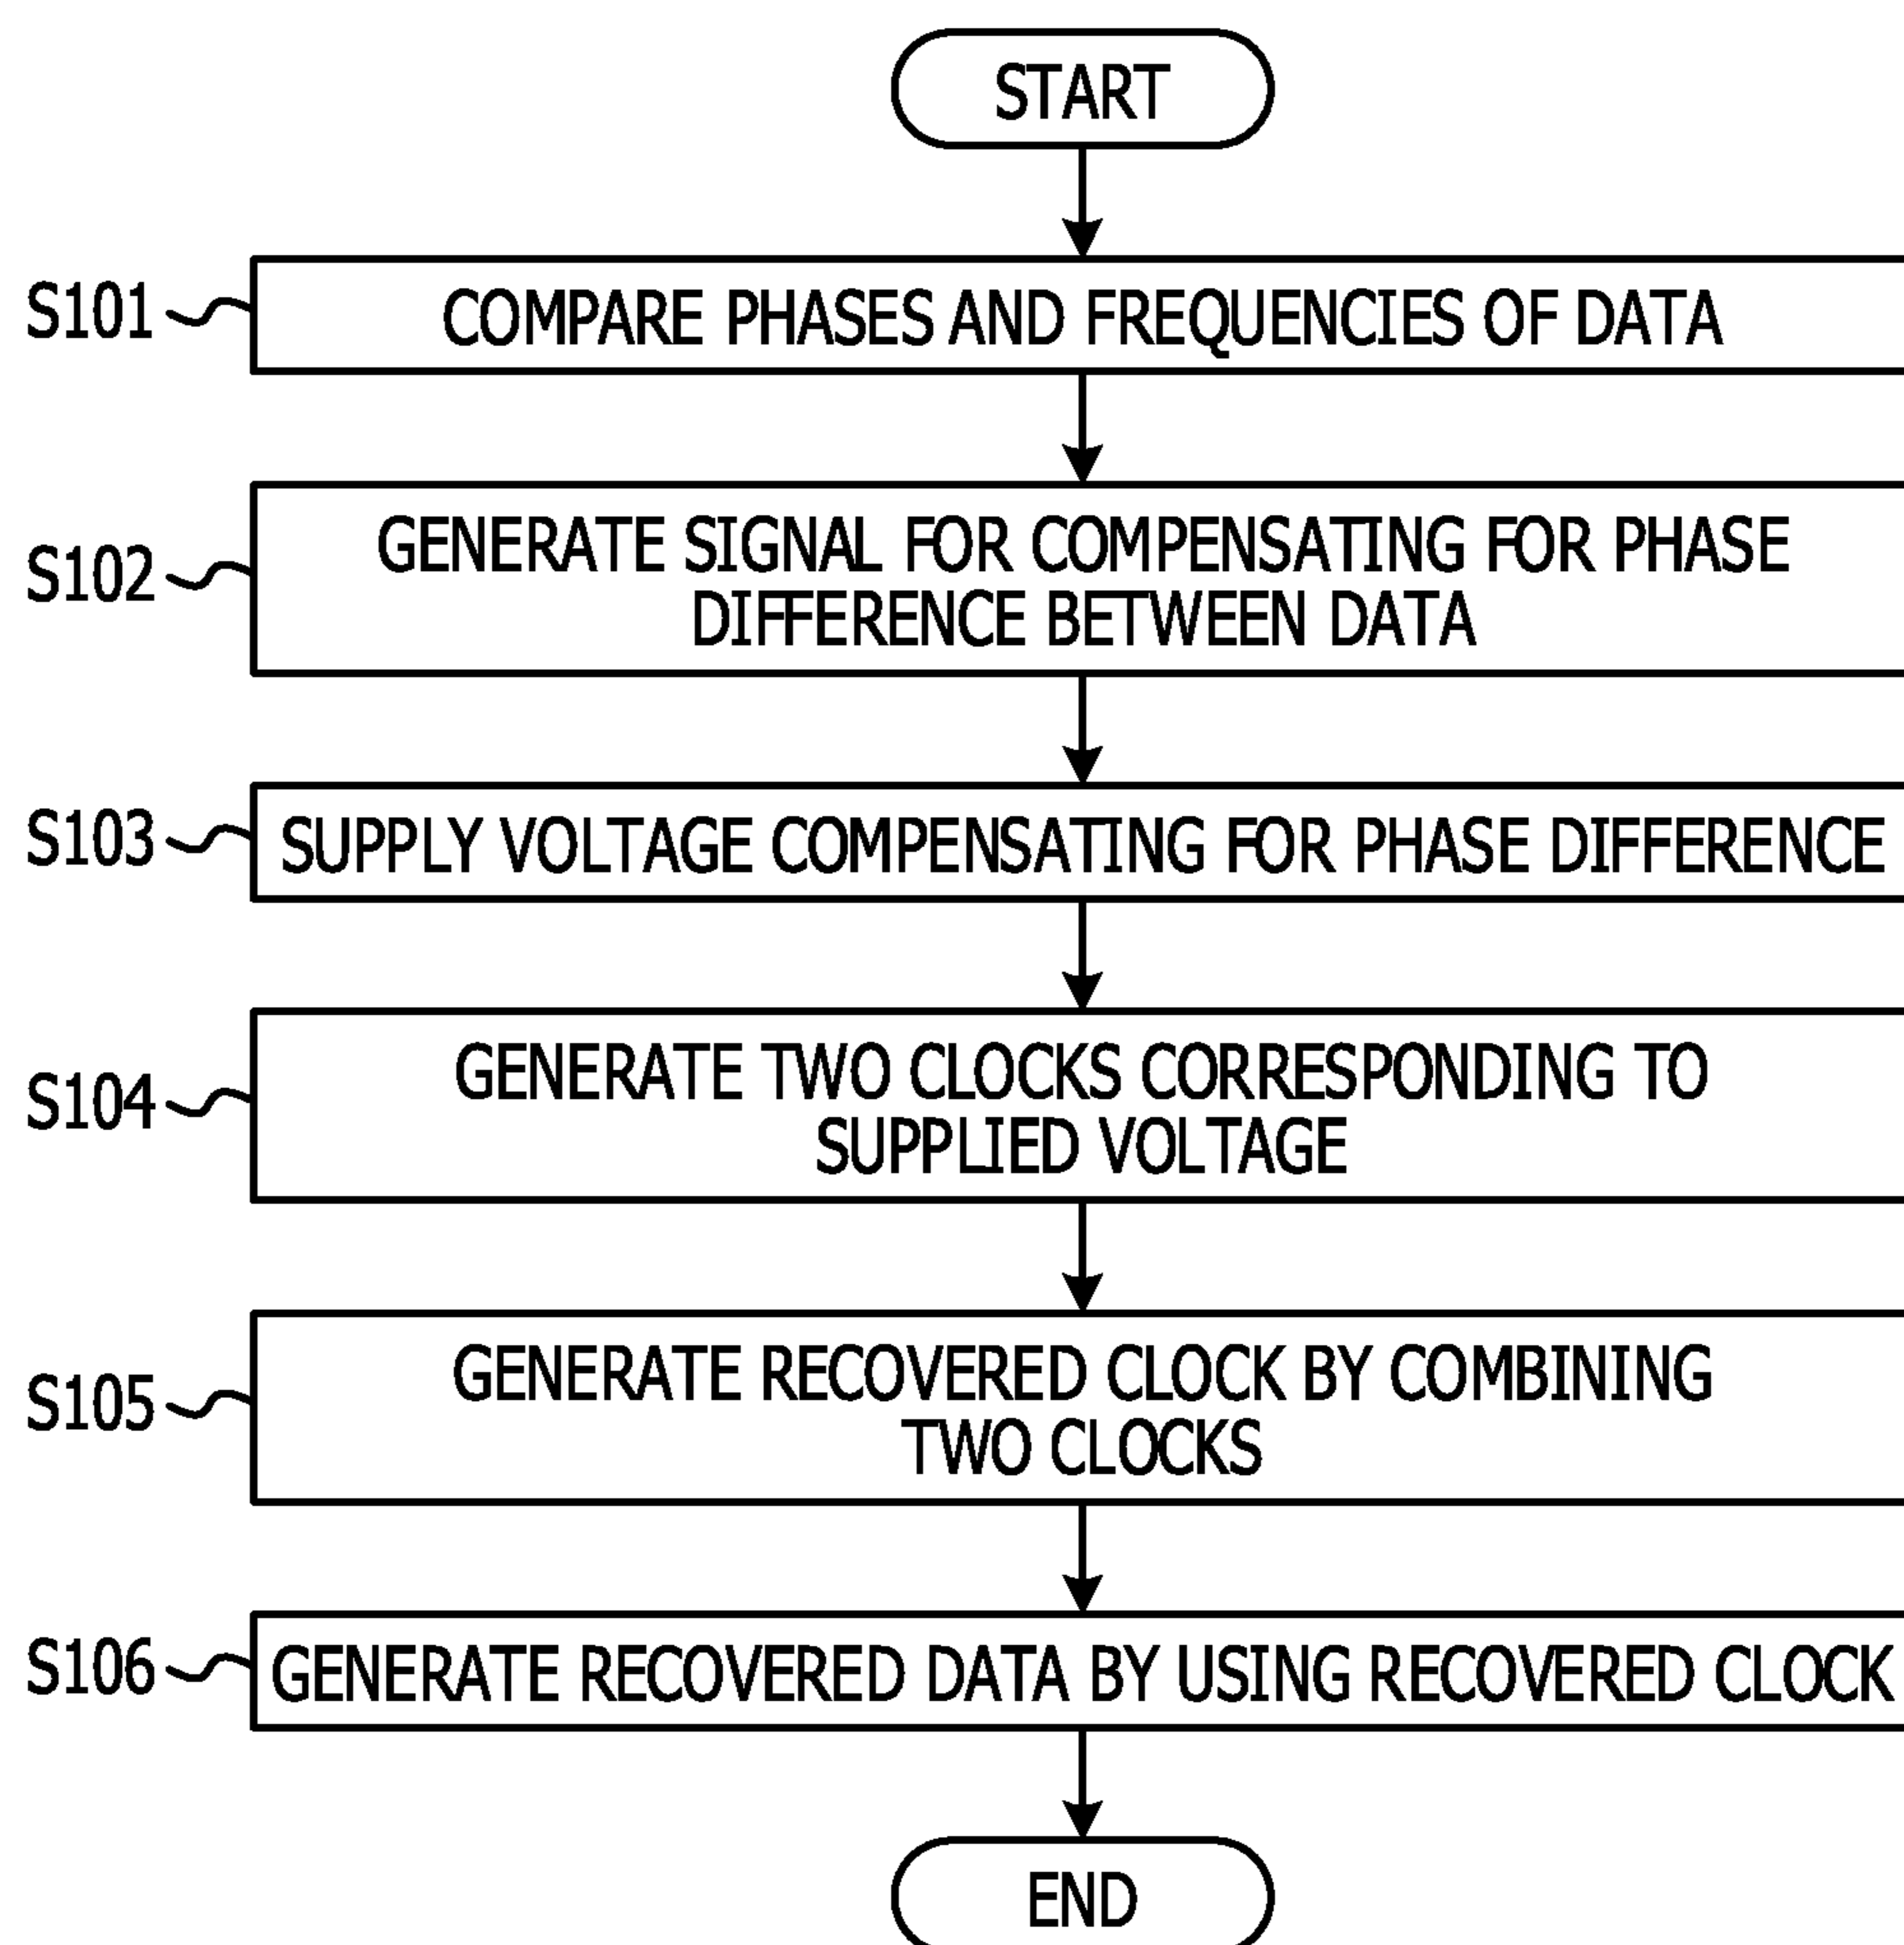 START
S101
COMPARE PHASES AND FREQUENCIES OF DATA
S102
GENERATE SIGNAL FOR COMPENSATING FOR PHASE
DIFFERENCE BETWEEN DATA
S103
SUPPLY VOLTAGE COMPENSATING FOR PHASE DIFFERENCE
S104
GENERATE TWO CLOCKS CORRESPONDING TO
SUPPLIED VOLTAGE
S105
GENERATE RECOVERED CLOCK BY COMBINING
TWO CLOCKS
S106
GENERATE RECOVERED DATA BY USING RECOVERED CLOCK
END